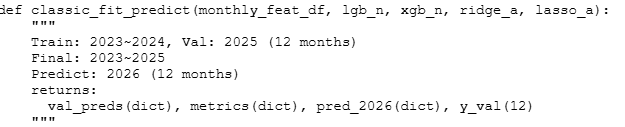 def classic_fit_predict(monthly_feat_df, lgb_n, xgb_n, ridge_a, lasso_a):
    """
    Train: 2023~2024, Val: 2025 (12 months)
    Final: 2023~2025
    Predict: 2026 (12 months)
    returns:
      val_preds(dict), metrics(dict), pred_2026(dict), y_val(12)
    """